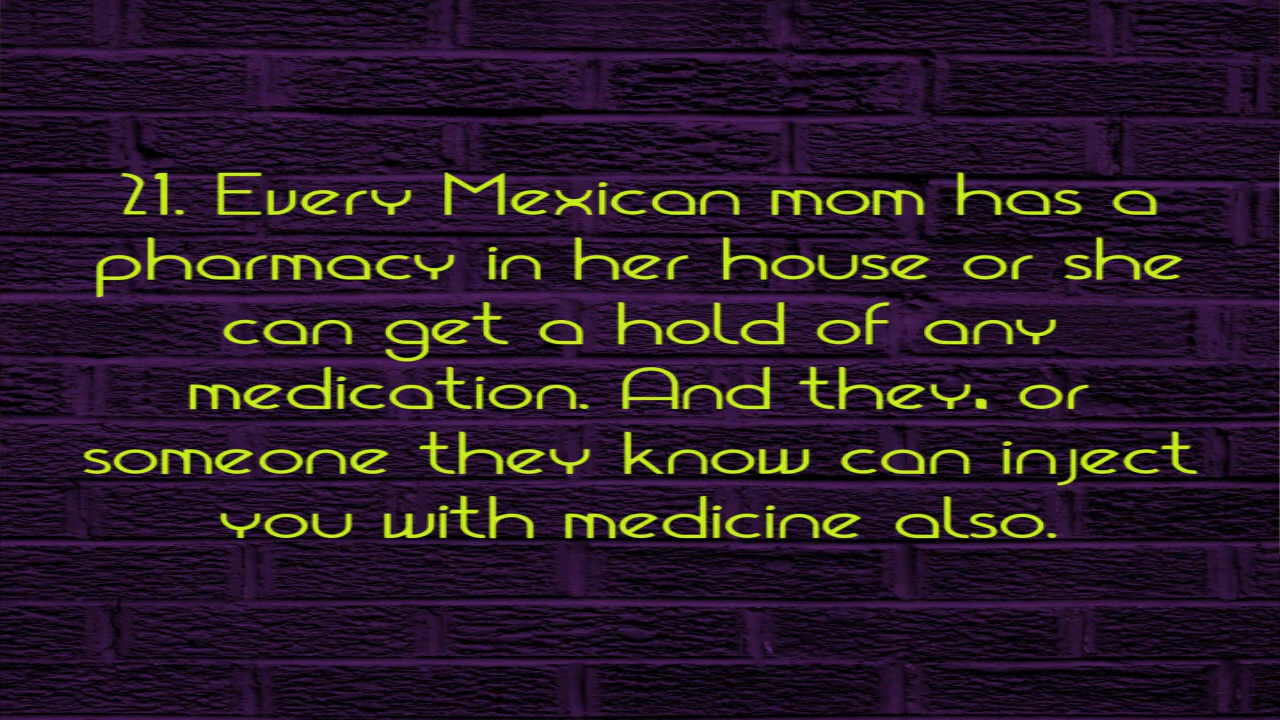 21. Every Mexican mom has a
pharmacy in her house or she
can get a hold of any
medication. And they, or
someone they know can inject
you with medicine also.